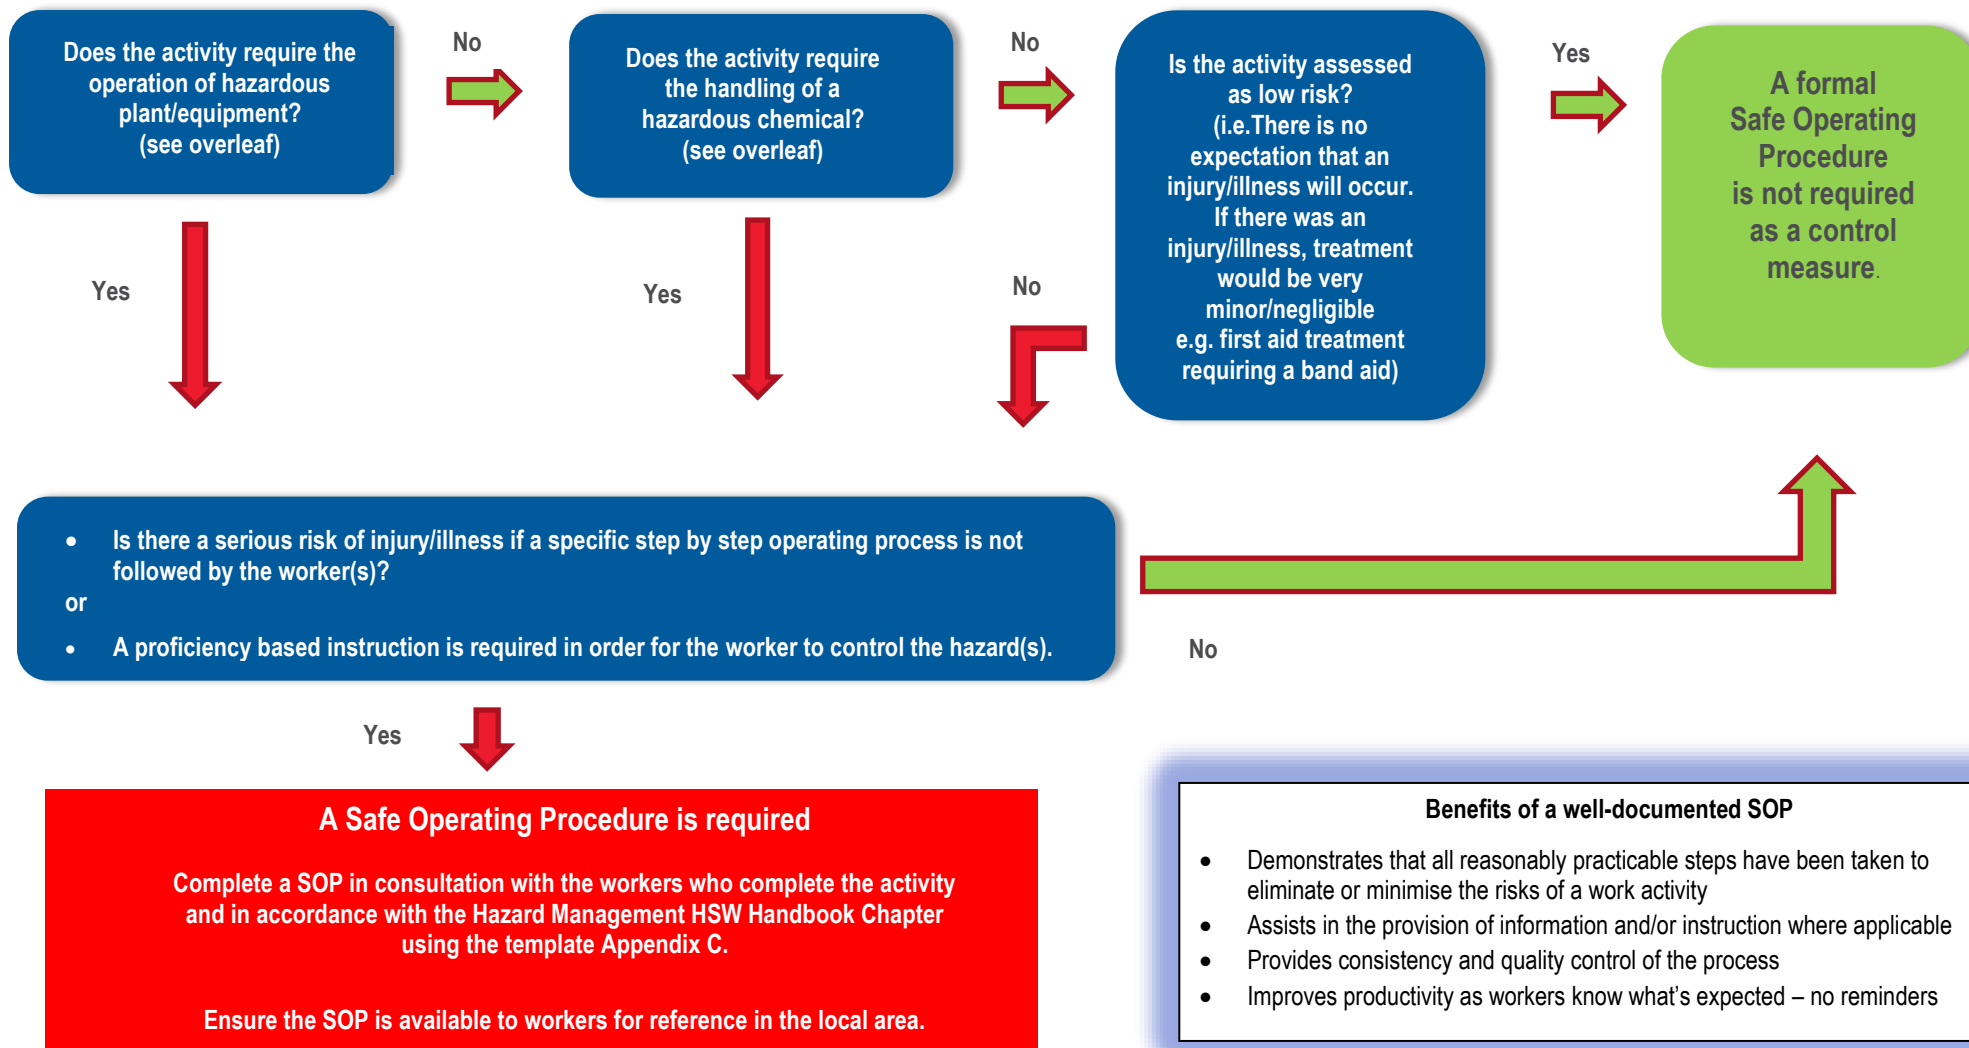 Does the activity require the
operation of hazardous
plant/equipment?
(see overleaf)
No
Does the activity require
the handling of a
hazardous chemical?
(see overleaf)
No
Is the activity assessed
as low risk?
(i.e.There is no
expectation that an
injury/illness will occur.
If there was an
injury/illness, treatment
would be very
minor/negligible
e.g. first aid treatment
requiring a band aid)
Yes
A formal
Safe Operating
Procedure
is not required
as a control
measure.
Yes
Yes
No
• Is there a serious risk of injury/illness if a specific step by step operating process is not
followed by the worker(s)?
or
• A proficiency based instruction is required in order for the worker to control the hazard(s).
No
Yes
A Safe Operating Procedure is required
Complete a SOP in consultation with the workers who complete the activity
and in accordance with the Hazard Management HSW Handbook Chapter
using the template Appendix C.
Ensure the SOP is available to workers for reference in the local area.
Benefits of a well-documented SOP
• Demonstrates that all reasonably practicable steps have been taken to
eliminate or minimise the risks of a work activity
• Assists in the provision of information and/or instruction where applicable
• Provides consistency and quality control of the process
• Improves productivity as workers know what's expected – no reminders